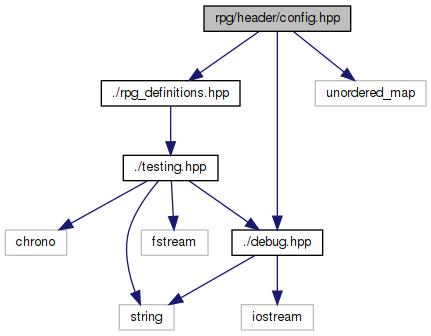 rpg/header/config.hpp
./rpg_definitions.hpp
unordered_map
./testing.hpp
chrono
fstream
./debug.hpp
string
iostream